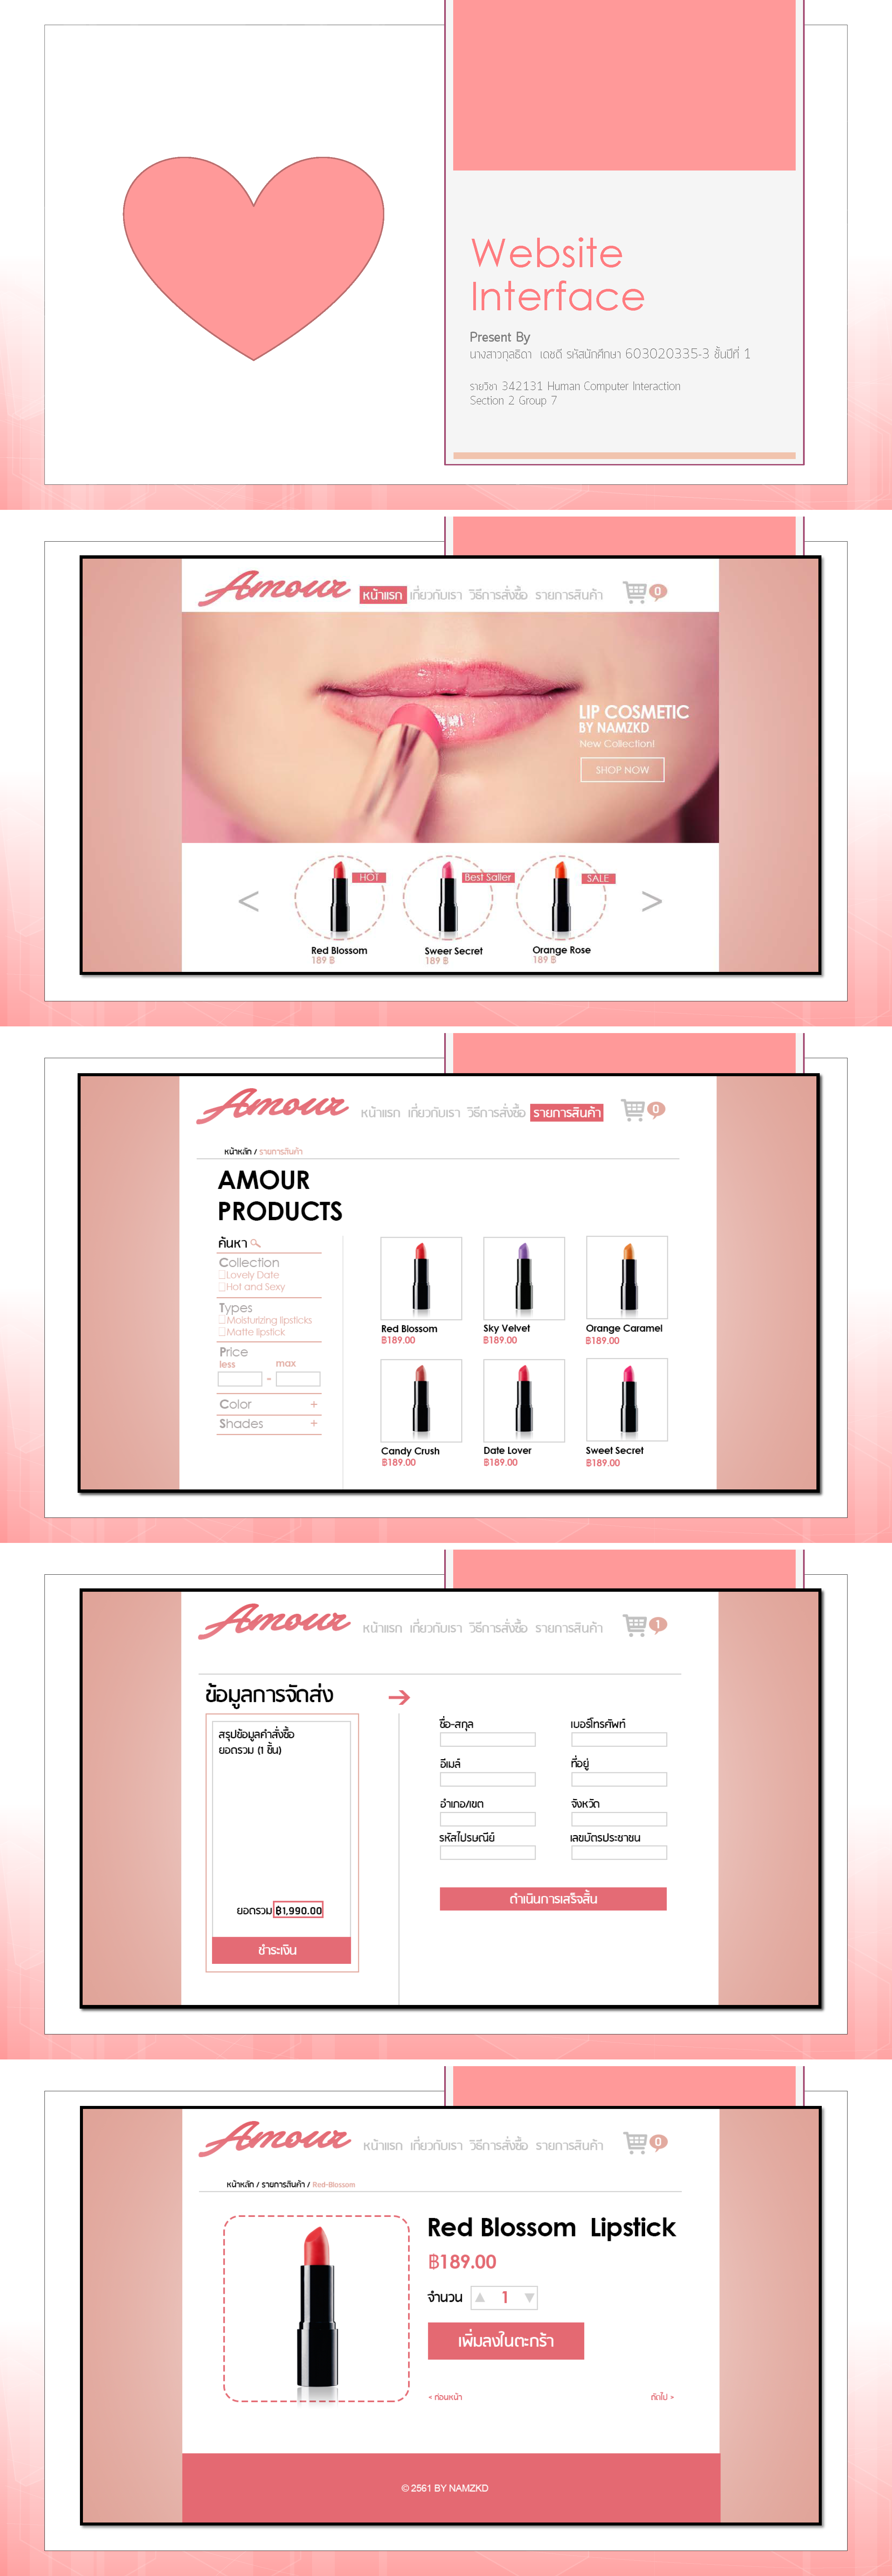 Website
Interface
Present By
นางสาวกุลธิดา เดชดี รหัสนักศึกษา 603020335-3 ชั้นปีที่ 1
รายวิชา 342131 Human Computer Interaction
Section 2 Group 7
Amour หน้าแรก เกี่ยวกับเรา วิธีการสั่งซื้อ รายการสินค้า 0
LIP COSMETIC
BY NAMZKD
New Collection!
SHOP NOW
HOT Best Saller SALE
< >
Red Blossom Sweer Secret Orange Rose
189 ฿ 189 ฿ 189 ฿
Amour หน้าแรก เกี่ยวกับเรา วิธีการสั่งซื้อ รายการสินค้า 0
หน้าหลัก / รายการสินค้า
AMOUR
PRODUCTS
ค้นหา
Collection
Lovely Date
Hot and Sexy
Types
Moisturizing lipsticks
Matte lipstick
Price
less max
-
Color +
Shades +
Red Blossom Sky Velvet Orange Caramel
฿189.00 ฿189.00 ฿189.00
Candy Crush Date Lover Sweet Secret
฿189.00 ฿189.00 ฿189.00
Amour หน้าแรก เกี่ยวกับเรา วิธีการสั่งซื้อ รายการสินค้า 1
ข้อมูลการจัดส่ง
สรุปข้อมูลคำสั่งซื้อ
ยอดรวม (1 ชิ้น)
ยอดรวม ฿1,990.00
ชำระเงิน
ชื่อ-สกุล เบอร์โทรศัพท์
อีเมล์ ที่อยู่
อำเภอ/เขต จังหวัด
รหัสไปรษณีย์ เลขบัตรประชาชน
ดำเนินการเสร็จสิ้น
Amour หน้าแรก เกี่ยวกับเรา วิธีการสั่งซื้อ รายการสินค้า 0
หน้าหลัก / รายการสินค้า / Red-Blossom
Red Blossom Lipstick
฿189.00
จำนวน 1
เพิ่มลงในตะกร้า
< ก่อนหน้า ถัดไป >
© 2561 BY NAMZKD